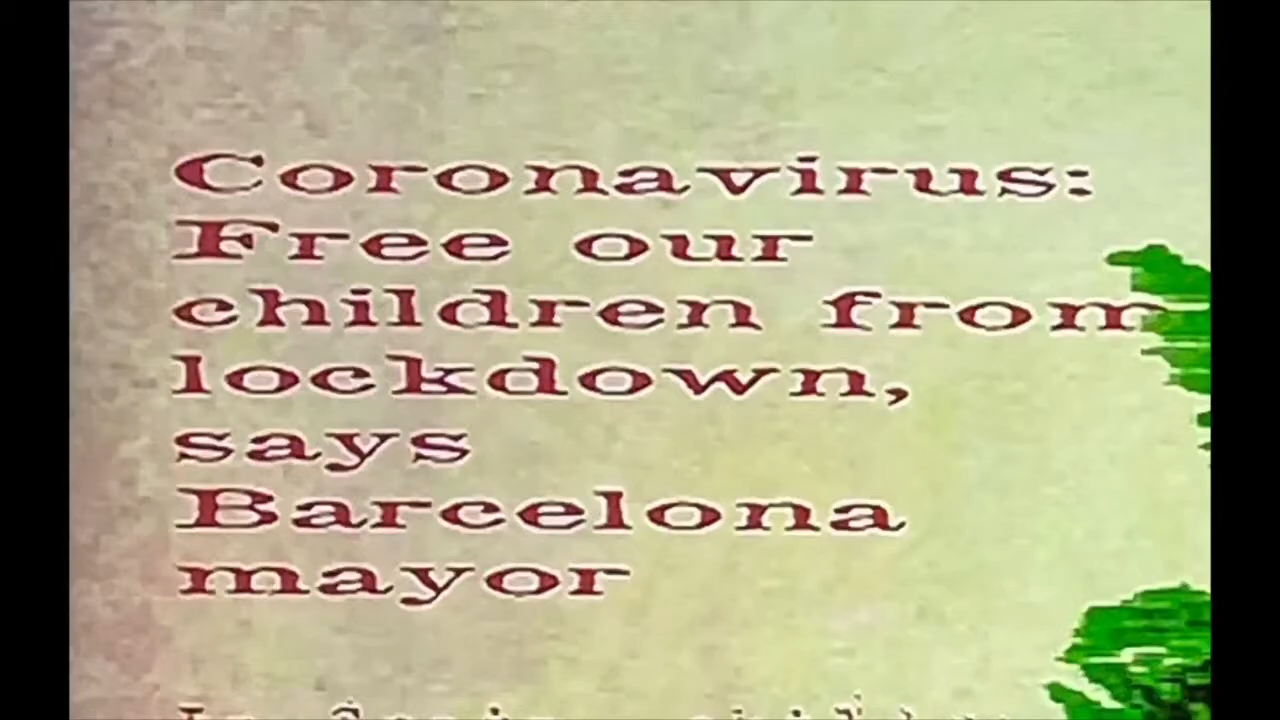 Coronavirus:
Free our
children from
lockdown,
says
Barcelona
mayor